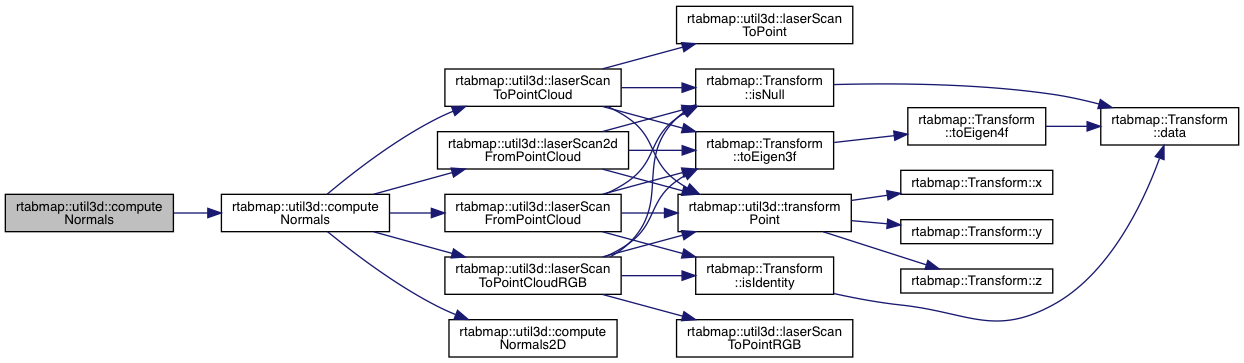 rtabmap::util3d::compute
Normals
rtabmap::util3d::compute
Normals
rtabmap::util3d::laserScan
ToPointCloud
rtabmap::util3d::laserScan2d
FromPointCloud
rtabmap::util3d::laserScan
FromPointCloud
rtabmap::util3d::laserScan
ToPointCloudRGB
rtabmap::util3d::compute
Normals2D
rtabmap::util3d::laserScan
ToPoint
rtabmap::Transform
::isNull
rtabmap::Transform
::toEigen3f
rtabmap::util3d::transform
Point
rtabmap::Transform
::isIdentity
rtabmap::util3d::laserScan
ToPointRGB
rtabmap::Transform
::toEigen4f
rtabmap::Transform::x
rtabmap::Transform::y
rtabmap::Transform::z
rtabmap::Transform
::data